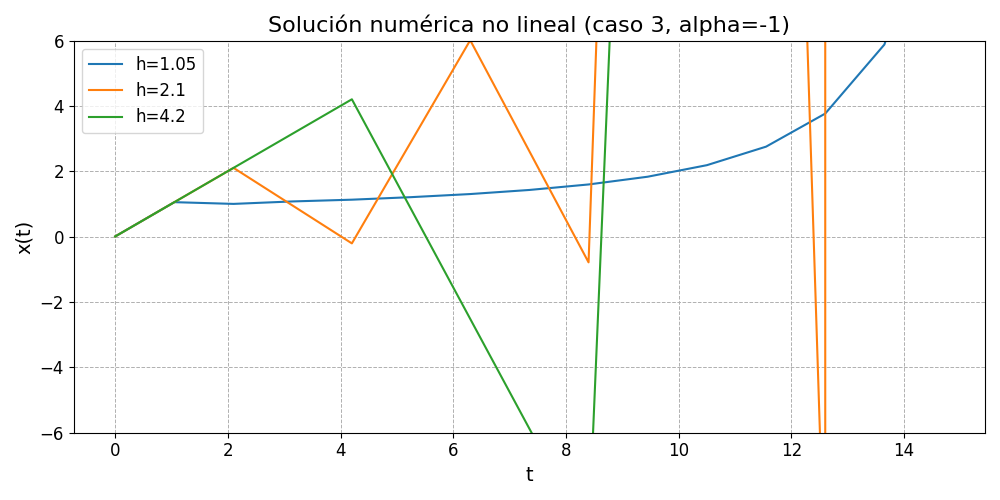 Solución numérica no lineal (caso 3, alpha=-1)
h=1.05
h=2.1
h=4.2
6
4
2
0
−2
−4
−6
x(t)
0 2 4 6 8 10 12 14
t